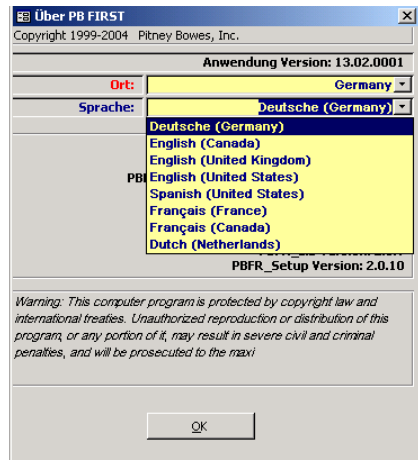 Über PB FIRST
Copyright 1999-2004 Pitney Bowes, Inc.
Anwendung Version: 13.02.0001
Ort: Germany
Sprache: Deutsche (Germany)
Deutsche (Germany)
English (Canada)
English (United Kingdom)
English (United States)
Spanish (United States)
Français (France)
Français (Canada)
Dutch (Netherlands)
PBFR_Setup Version: 2.0.10
Warning: This computer program is protected by copyright law and
international treaties. Unauthorized reproduction or distribution of this
program, or any portion of it, may result in severe civil and criminal
penalties, and will be prosecuted to the maxi
OK